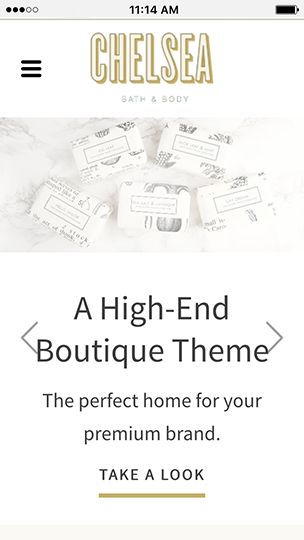 11:14 AM
CHELSEA
BATH & BODY
A High-End
Boutique Theme
The perfect home for your
premium brand.
TAKE A LOOK